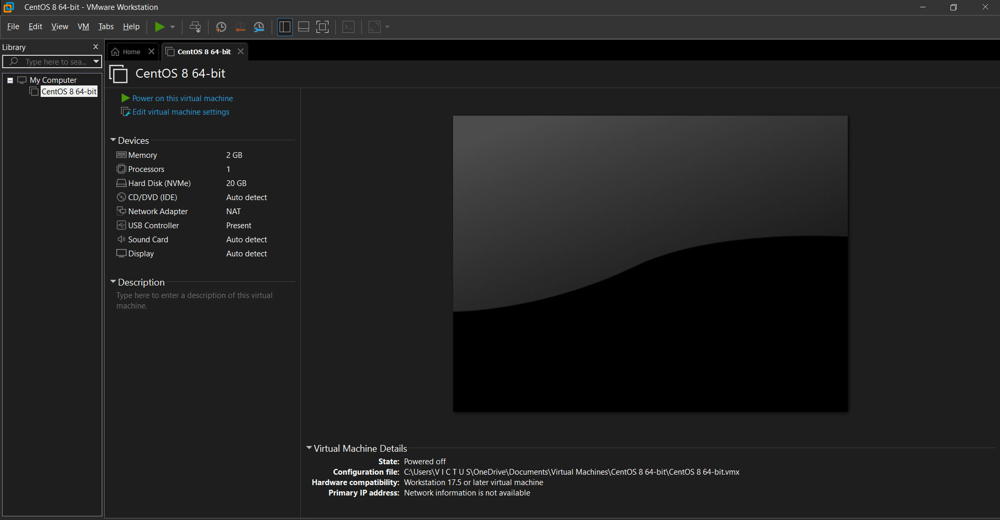 CentOS 8 64-bit - VMware Workstation
File Edit View VM Tabs Help
Library
Type here to sea...
My Computer
CentOS 8 64-bit
Home
CentOS 8 64-bit
CentOS 8 64-bit
Power on this virtual machine
Edit virtual machine settings
Devices
Memory 2 GB
Processors 1
Hard Disk (NVMe) 20 GB
CD/DVD (IDE) Auto detect
Network Adapter NAT
USB Controller Present
Sound Card Auto detect
Display Auto detect
Description
Type here to enter a description of this virtual
machine.
Virtual Machine Details
State: Powered off
Configuration file: C:\Users\V I C T U S\OneDrive\Documents\Virtual Machines\CentOS 8 64-bit\CentOS 8 64-bit.vmx
Hardware compatibility: Workstation 17.5 or later virtual machine
Primary IP address: Network information is not available